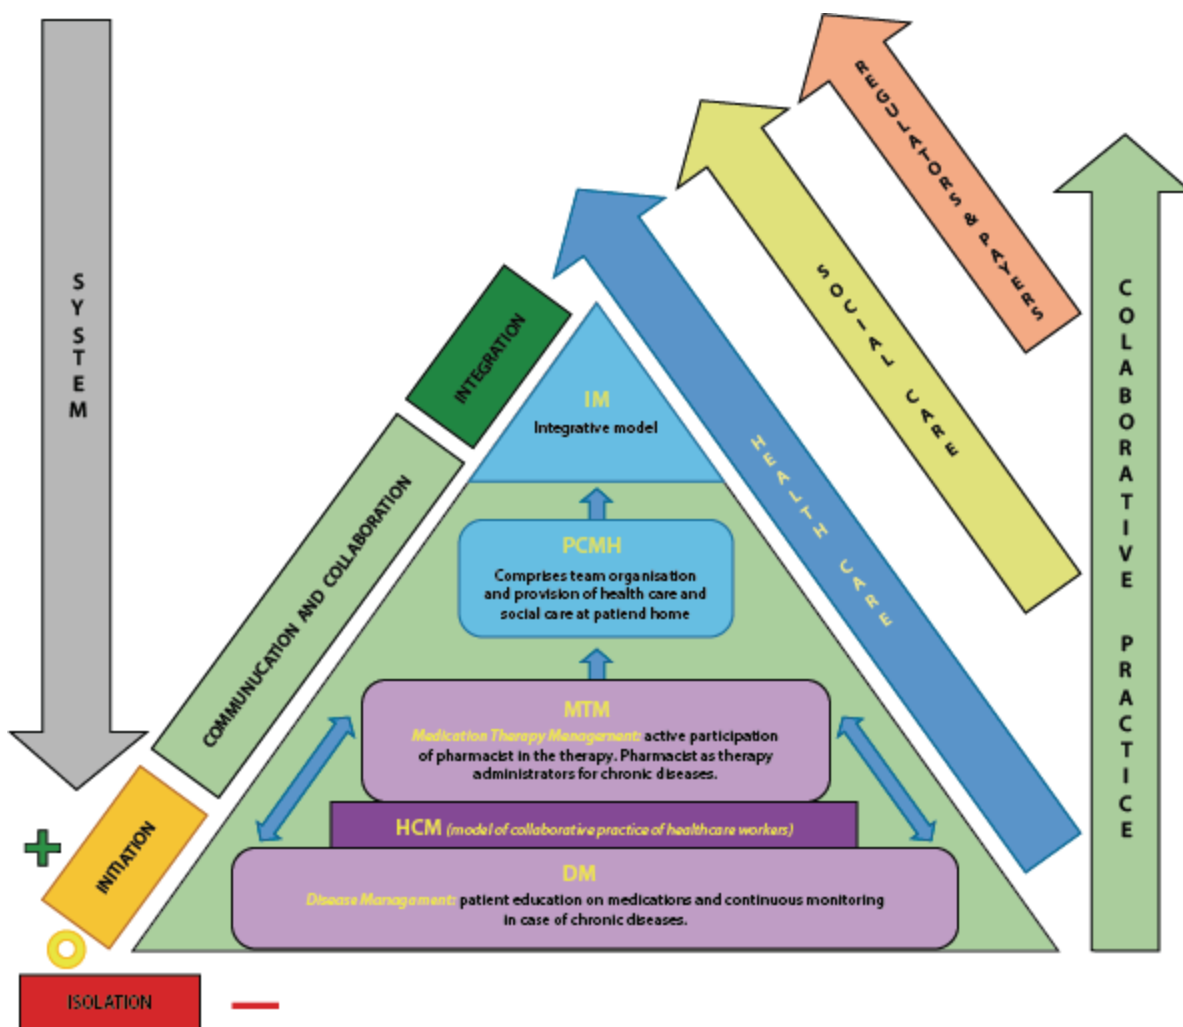 SYSTEM
INITIATION
COMMUNUCATION AND COLLABORATION
INTEGRATION
ISOLATION
IM
Integrative model
PCMH
Comprises team organisation
and provision of health care and
social care at patiend home
MTM
Medication Therapy Menagement: active participation
of pharmacist in the therapy. Pharmacist as therapy
administrators for chronic diseases.
HCM (model of collaborative practice of healthcare workers)
DM
Disease Managament: patient education on medications and continuous monitoring
in case of chronic diseases.
HEALTH CARE
SOCIAL CARE
REGULATORS & PAYERS
COLABORATIVE PRACTICE